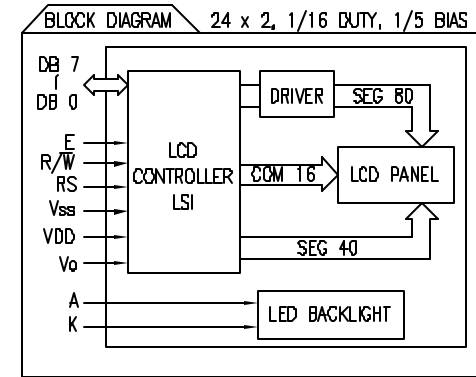 BLOCK DIAGRAM
24 x 2, 1/16 DUTY, 1/5 BIAS
DB 7
DB 0
E
R/W̅
RS
Vss
VDD
Vo
A
K
LCD
CONTROLLER
LSI
DRIVER
SEG 80
COM 16
LCD PANEL
SEG 40
LED BACKLIGHT